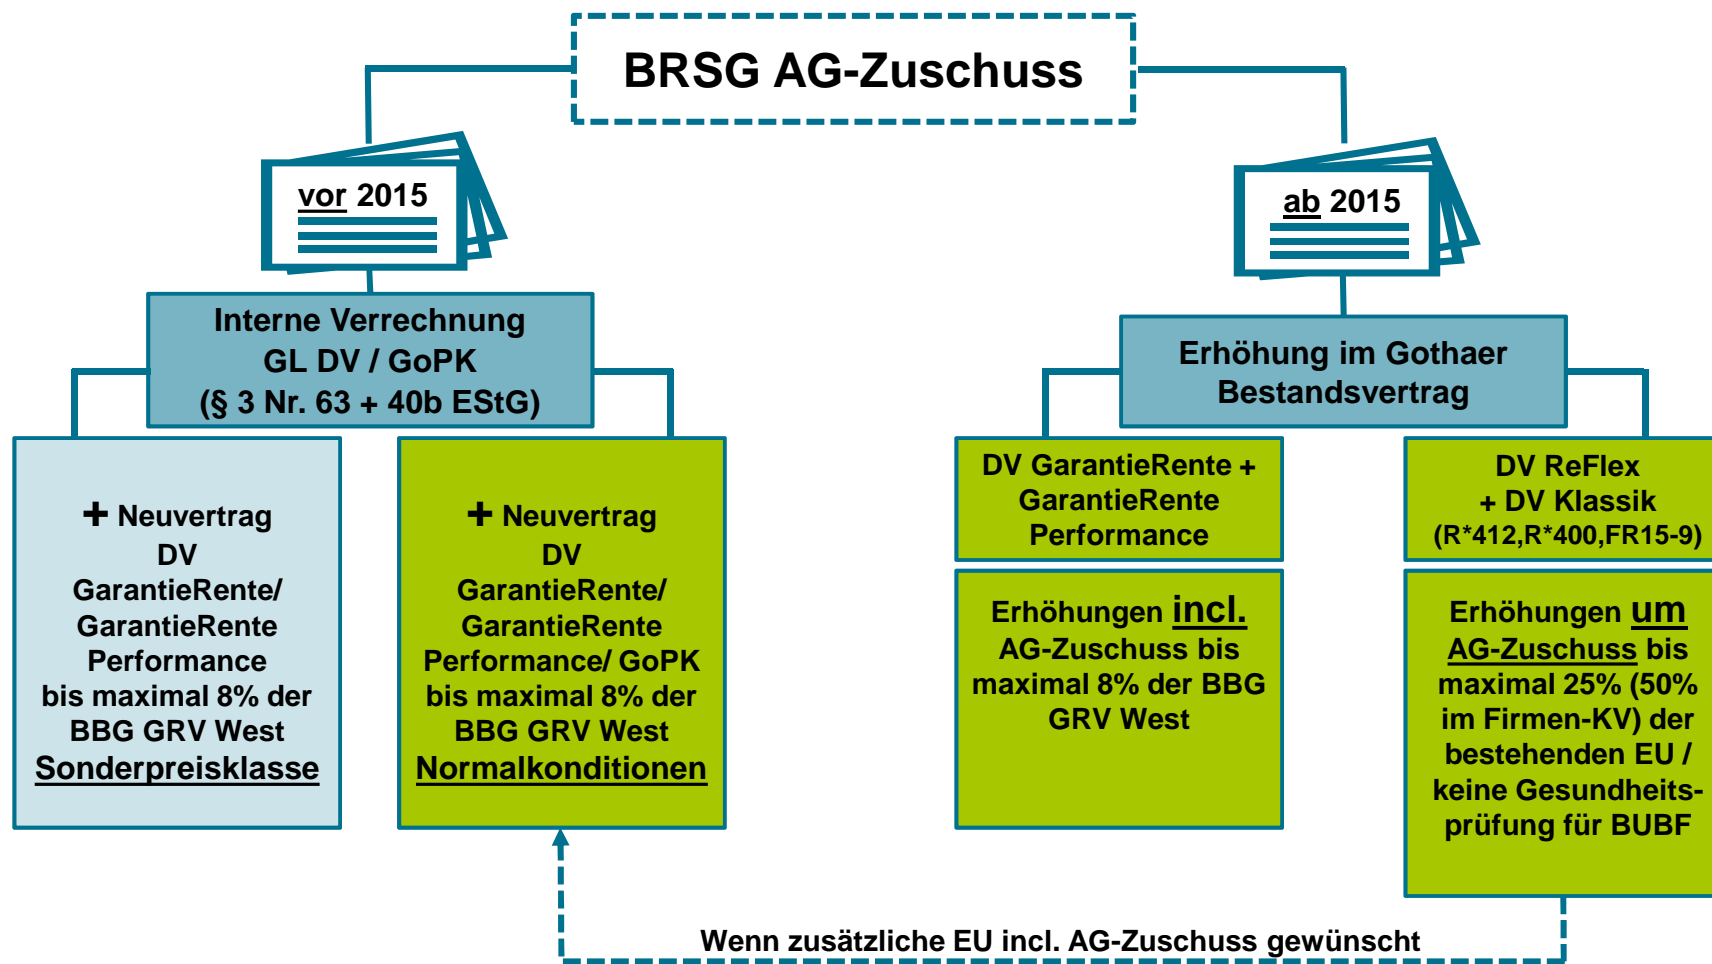 BRSG AG-Zuschuss
vor 2015
ab 2015
Interne Verrechnung
GL DV / GoPK
(§ 3 Nr. 63 + 40b EStG)
Erhöhung im Gothaer
Bestandsvertrag
+ Neuvertrag
DV
GarantieRente/
GarantieRente
Performance
bis maximal 8% der
BBG GRV West
Sonderpreisklasse
+ Neuvertrag
DV
GarantieRente/
GarantieRente
Performance/ GoPK
bis maximal 8% der
BBG GRV West
Normalkonditionen
DV GarantieRente +
GarantieRente
Performance
Erhöhungen incl.
AG-Zuschuss bis
maximal 8% der BBG
GRV West
DV ReFlex
+ DV Klassik
(R*412,R*400,FR15-9)
Erhöhungen um
AG-Zuschuss bis
maximal 25% (50%
im Firmen-KV) der
bestehenden EU /
keine Gesundheits-
prüfung für BUBF
Wenn zusätzliche EU incl. AG-Zuschuss gewünscht